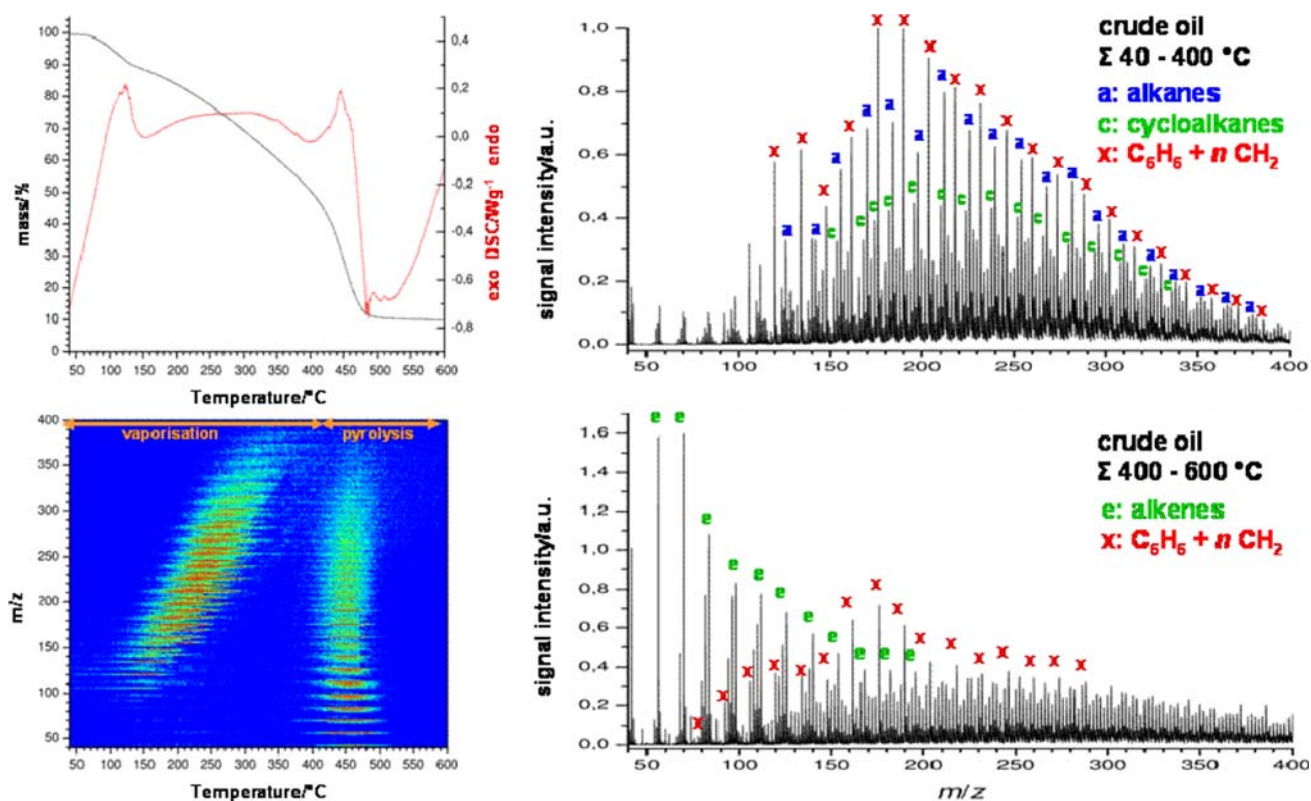 100
90
80
70
60
50
40
30
20
10
0
mass/%
0,4
0,2
0,0
-0,2
-0,4
-0,6
-0,8
exo DSC/Wg⁻¹ endo
50 100 150 200 250 300 350 400 450 500 550 600
Temperature/°C
1.0
0.8
0.6
0.4
0.2
0.0
signal intensity/a.u.
crude oil
Σ 40 - 400 °C
a: alkanes
c: cycloalkanes
x: C₆H₆ + n CH₂
x x x x x x x x x x x x x x x x x x x x x
a a a a a a a a a a a a a a a a a a a
c c c c c c c c c c c c c c
50 100 150 200 250 300 350 400
vaporisation pyrolysis
400
350
300
250
200
150
100
50
m/z
50 100 150 200 250 300 350 400 450 500 550 600
Temperature/°C
1,6
1,4
1.2
1.0
0.8
0.6
0.4
0.2
0.0
signal intensity/a.u.
crude oil
Σ 400 - 600 °C
e: alkenes
x: C₆H₆ + n CH₂
e e e e e e e e e e e
x x x x x x x x x x x x x x x
50 100 150 200 250 300 350 400
m/z